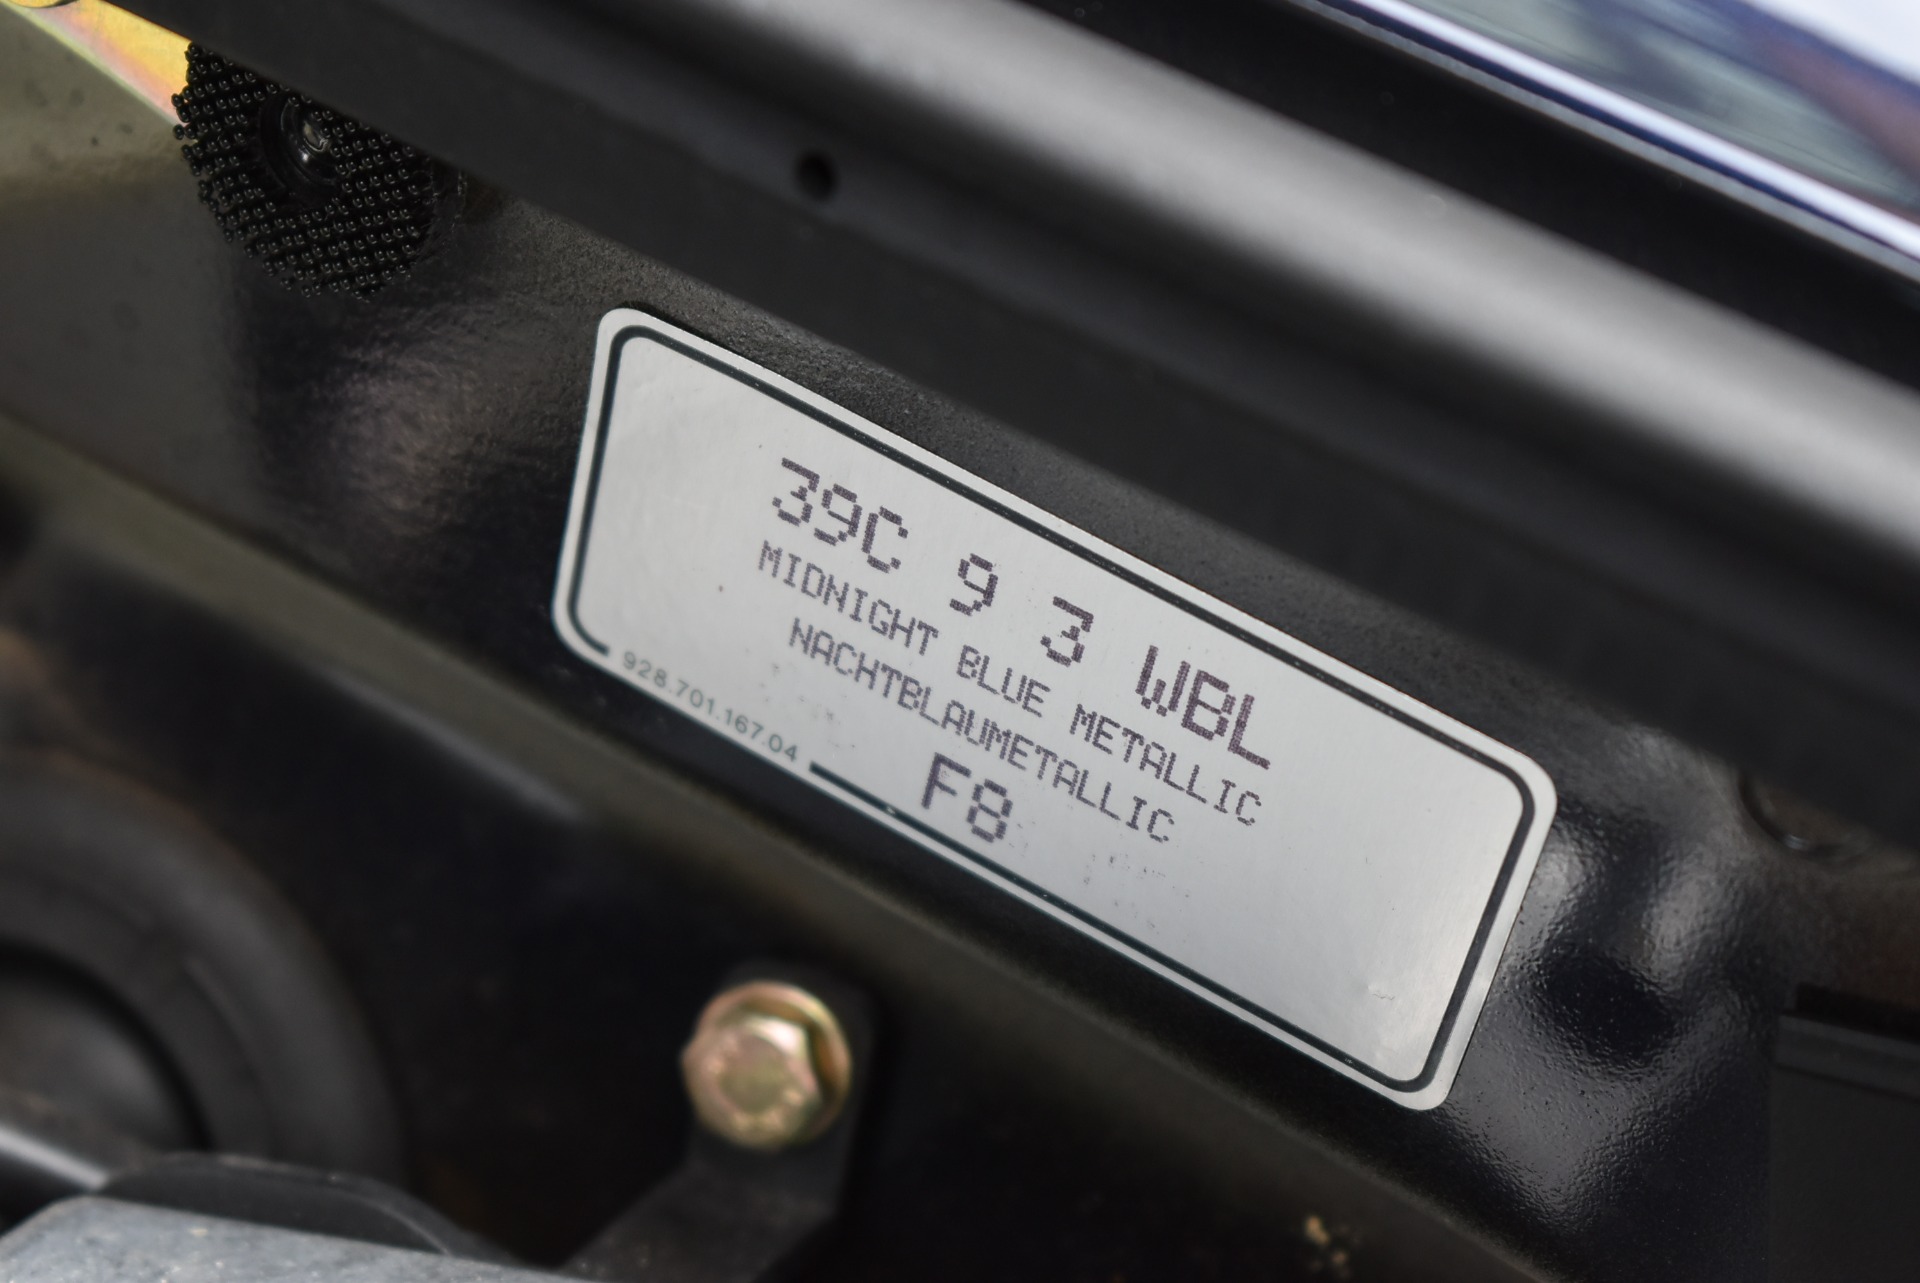 39C 9 3 WBL
MIDNIGHT BLUE METALLIC
NACHTBLAUMETALLIC
F8
928.701.167.04